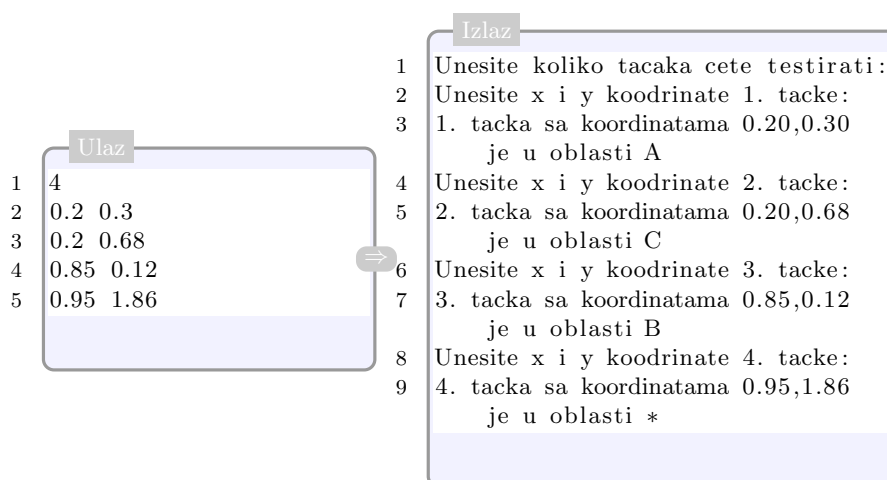 Ulaz
1 4
2 0.2 0.3
3 0.2 0.68
4 0.85 0.12
5 0.95 1.86
⇒
Izlaz
1 Unesite koliko tacaka cete testirati:
2 Unesite x i y koodrinate 1. tacke:
3 1. tacka sa koordinatama 0.20,0.30
je u oblasti A
4 Unesite x i y koodrinate 2. tacke:
5 2. tacka sa koordinatama 0.20,0.68
je u oblasti C
6 Unesite x i y koodrinate 3. tacke:
7 3. tacka sa koordinatama 0.85,0.12
je u oblasti B
8 Unesite x i y koodrinate 4. tacke:
9 4. tacka sa koordinatama 0.95,1.86
je u oblasti *